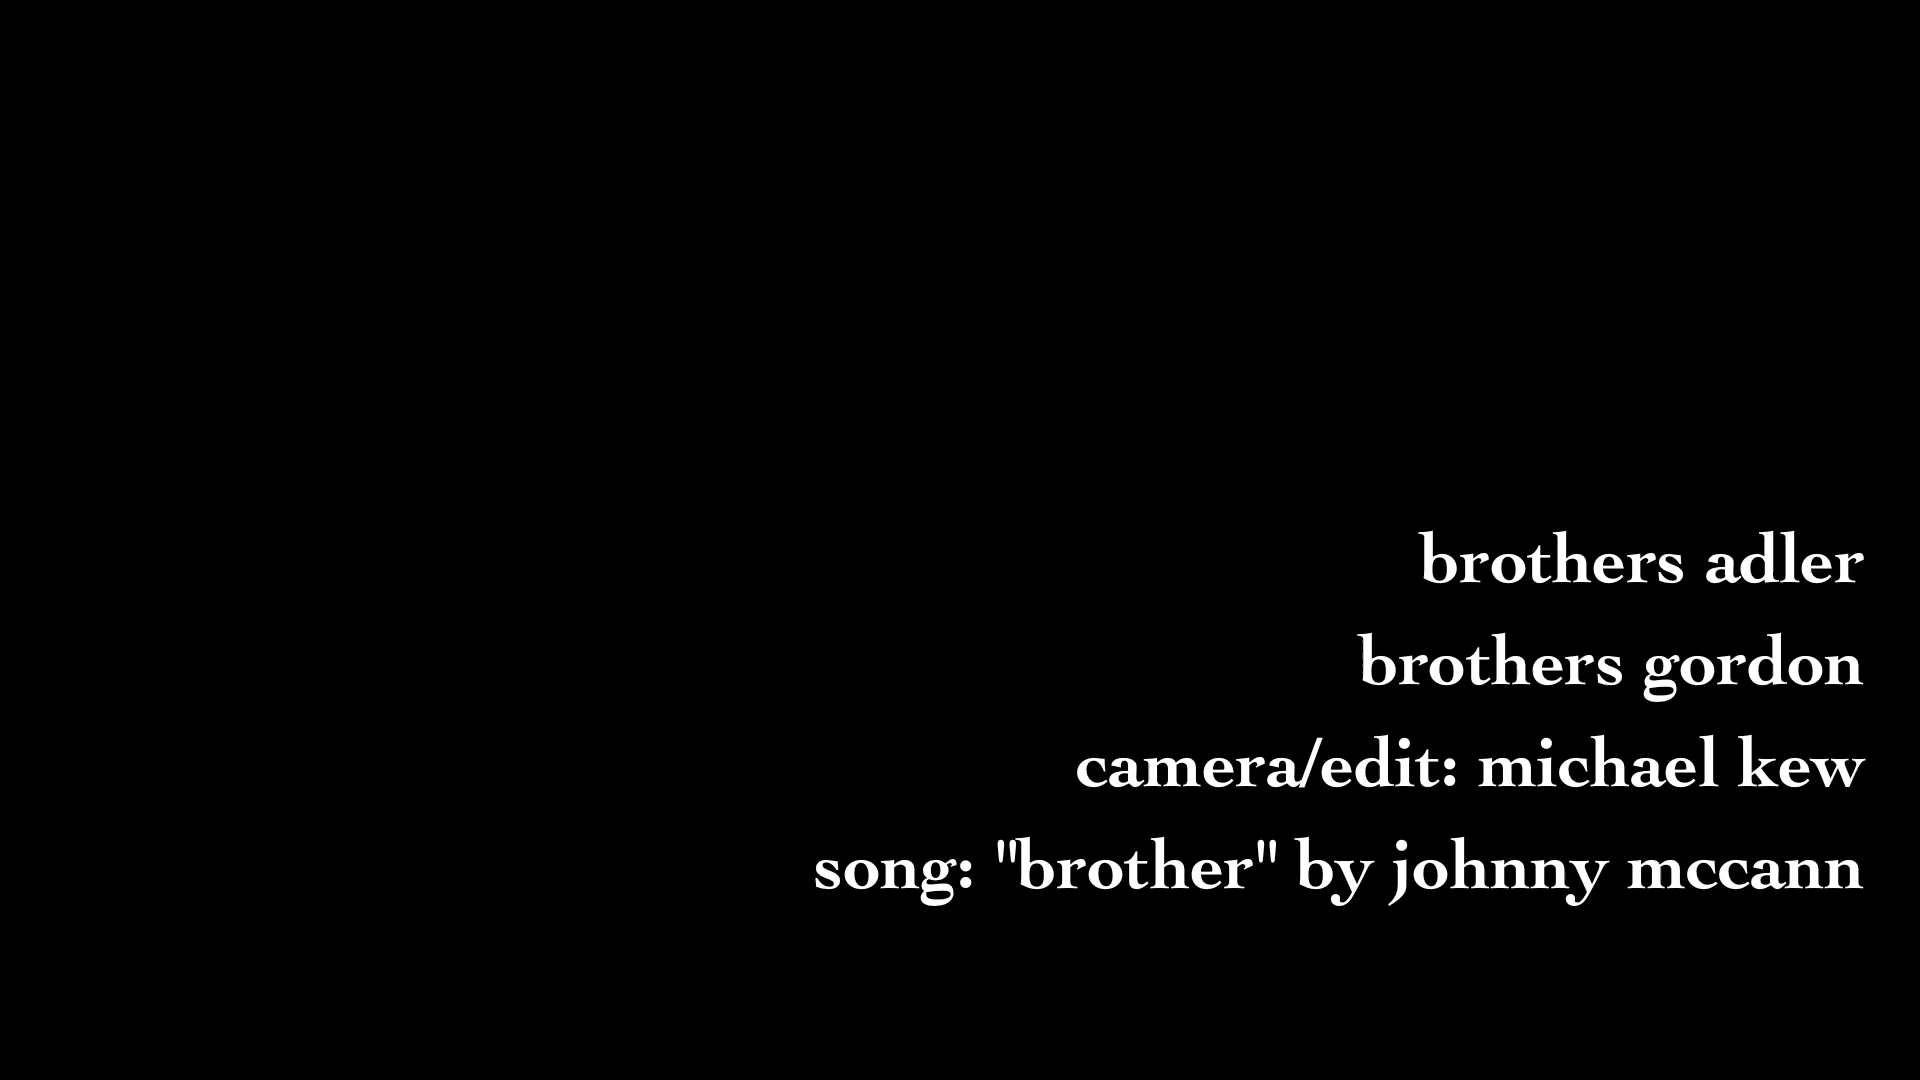 brothers adler
brothers gordon
camera/edit: michael kew
song: "brother" by johnny mccann